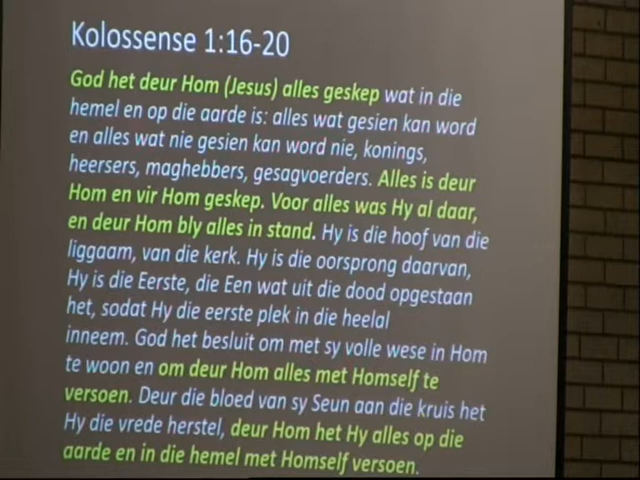 Kolossense 1:16-20
God het deur Hom (Jesus) alles geskep wat in die
hemel en op die aarde is: alles wat gesien kan word
en alles wat nie gesien kan word nie, konings,
heersers, maghebbers, gesagvoerders. Alles is deur
Hom en vir Hom geskep. Voor alles was Hy al daar,
en deur Hom bly alles in stand. Hy is die hoof van die
liggaam, van die kerk. Hy is die oorsprong daarvan,
Hy is die Eerste, die Een wat uit die dood opgestaan
het, sodat Hy die eerste plek in die heelal
inneem. God het besluit om met sy volle wese in Hom
te woon en om deur Hom alles met Homself te
versoen. Deur die bloed van sy Seun aan die kruis het
Hy die vrede herstel, deur Hom het Hy alles op die
aarde en in die hemel met Homself versoen.